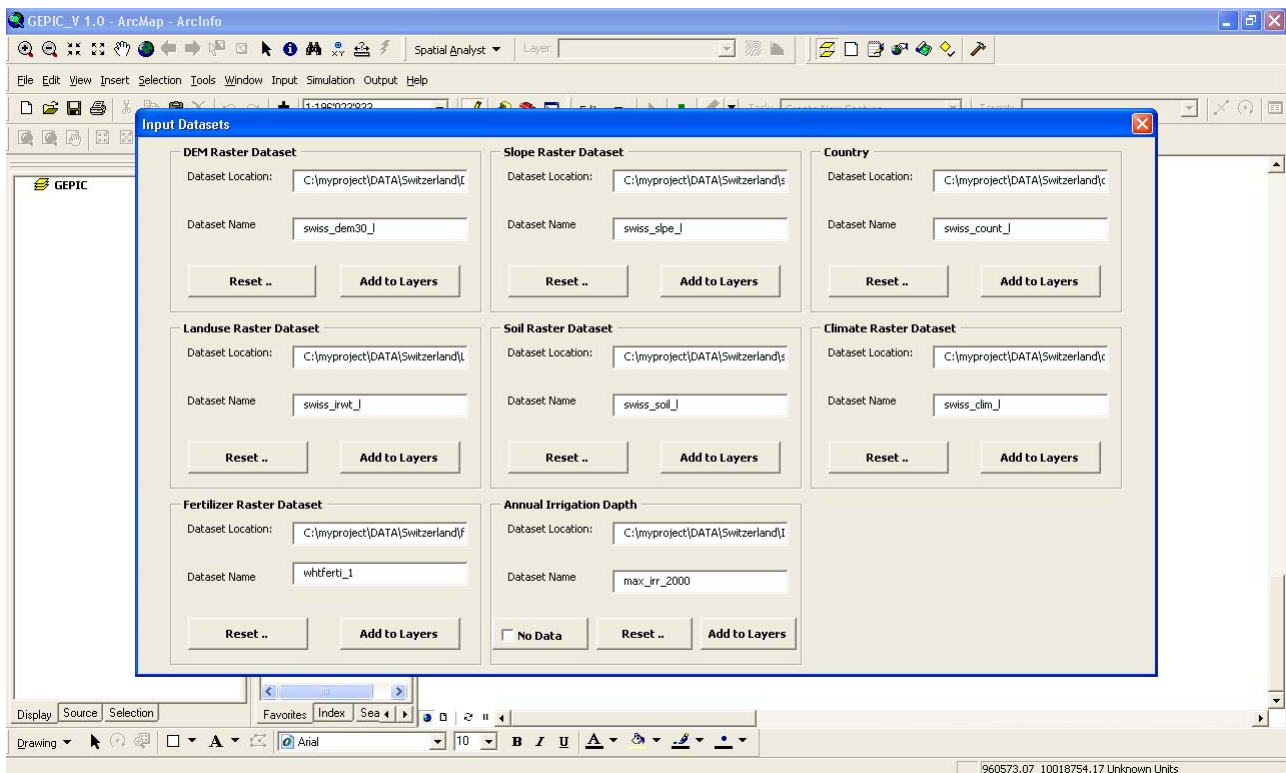 GEPIC_V 1.0 - ArcMap - ArcInfo
Spatial Analyst
Layer:
File Edit View Insert Selection Tools Window Input Simulation Output Help
Input Datasets
GEPIC
DEM Raster Dataset
Dataset Location: C:\myproject\DATA\Switzerland\D
Dataset Name swiss_dem30_l
Reset .. Add to Layers
Slope Raster Dataset
Dataset Location: C:\myproject\DATA\Switzerland\s
Dataset Name swiss_slpe_l
Reset .. Add to Layers
Country
Dataset Location: C:\myproject\DATA\Switzerland\c
Dataset Name swiss_count_l
Reset .. Add to Layers
Landuse Raster Dataset
Dataset Location: C:\myproject\DATA\Switzerland\L
Dataset Name swiss_irwt_l
Reset .. Add to Layers
Soil Raster Dataset
Dataset Location: C:\myproject\DATA\Switzerland\s
Dataset Name swiss_soil_l
Reset .. Add to Layers
Climate Raster Dataset
Dataset Location: C:\myproject\DATA\Switzerland\c
Dataset Name swiss_clim_l
Reset .. Add to Layers
Fertilizer Raster Dataset
Dataset Location: C:\myproject\DATA\Switzerland\f
Dataset Name whtferti_1
Reset .. Add to Layers
Annual Irrigation Dapth
Dataset Location: C:\myproject\DATA\Switzerland\I
Dataset Name max_irr_2000
No Data Reset .. Add to Layers
Display Source Selection
Favorites Index Sea
Drawing A Arial 10 B I U A
960573.07 10018754.17 Unknown Units